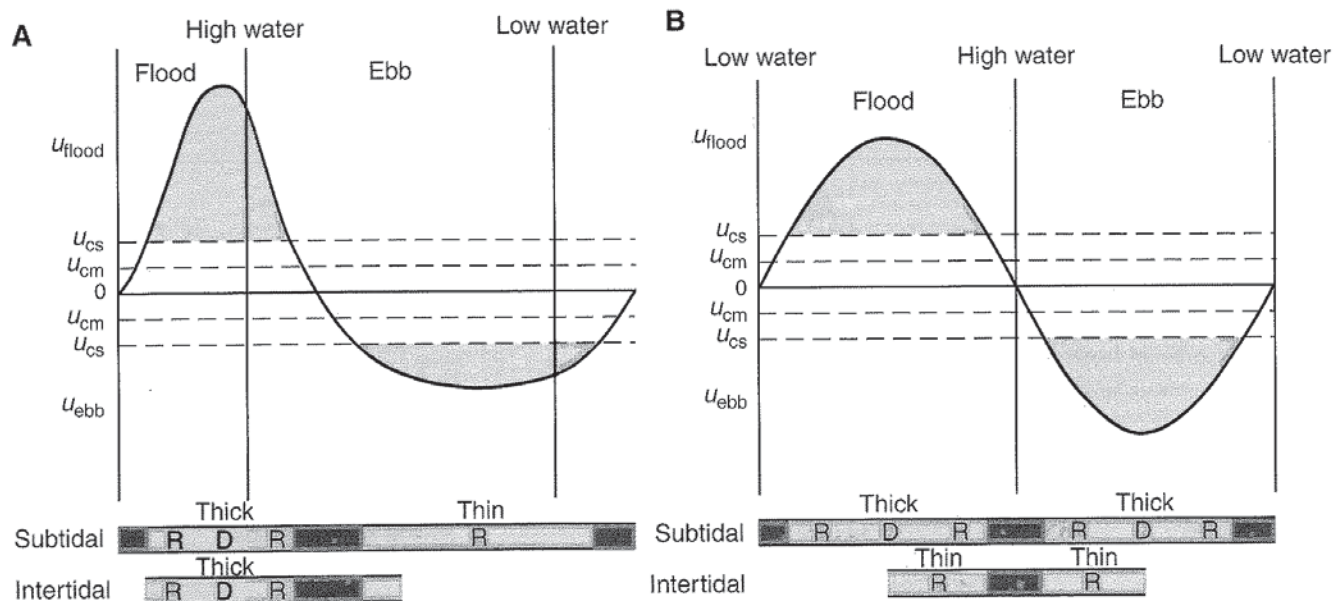 A
High water
Low water
Flood
Ebb
u_flood
u_cs
u_cm
0
u_cm
u_cs
u_ebb
Thick
Thin
Subtidal
R D R R
Thick
Intertidal
R D R
B
Low water
High water
Low water
Flood
Ebb
u_flood
u_cs
u_cm
0
u_cm
u_cs
u_ebb
Thick
Thick
Subtidal
R D R R D R
Thin
Thin
Intertidal
R R